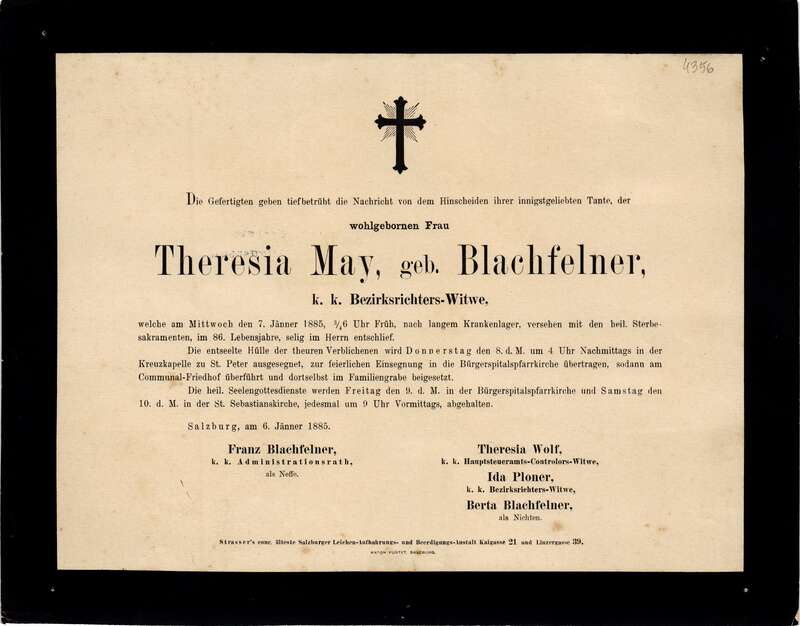 4356
Die Gefertigten geben tiefbetrübt die Nachricht von dem Hinscheiden ihrer innigstgeliebten Tante, der
wohlgebornen Frau
Theresia May, geb. Blachfelner,
k. k. Bezirksrichters-Witwe,
welche am Mittwoch den 7. Jänner 1885, ¾6 Uhr Früh, nach langem Krankenlager, versehen mit den heil. Sterbe-
sakramenten, im 86. Lebensjahre, selig im Herrn entschlief.
Die entseelte Hülle der theuren Verblichenen wird Donnerstag den 8. d. M. um 4 Uhr Nachmittags in der
Kreuzkapelle zu St. Peter ausgesegnet, zur feierlichen Einsegnung in die Bürgerspitalspfarrkirche übertragen, sodann am
Communal-Friedhof überführt und dortselbst im Familiengrabe beigesetzt.
Die heil. Seelengottesdienste werden Freitag den 9. d. M. in der Bürgerspitalspfarrkirche und Samstag den
10. d. M. in der St. Sebastianskirche, jedesmal um 9 Uhr Vormittags, abgehalten.
Salzburg, am 6. Jänner 1885.
Franz Blachfelner,
k. k. Administrationsrath,
als Neffe.
Theresia Wolf,
k. k. Hauptsteueramts-Controlors-Witwe,
Ida Ploner,
k. k. Bezirksrichters-Witwe,
Berta Blachfelner,
als Nichten.
Strasser's conc. älteste Salzburger Leichen-Aufbahrungs- und Beerdigungs-Anstalt Kaigasse 21 und Linzergasse 39.
ANTON PUSTET, SALZBURG.